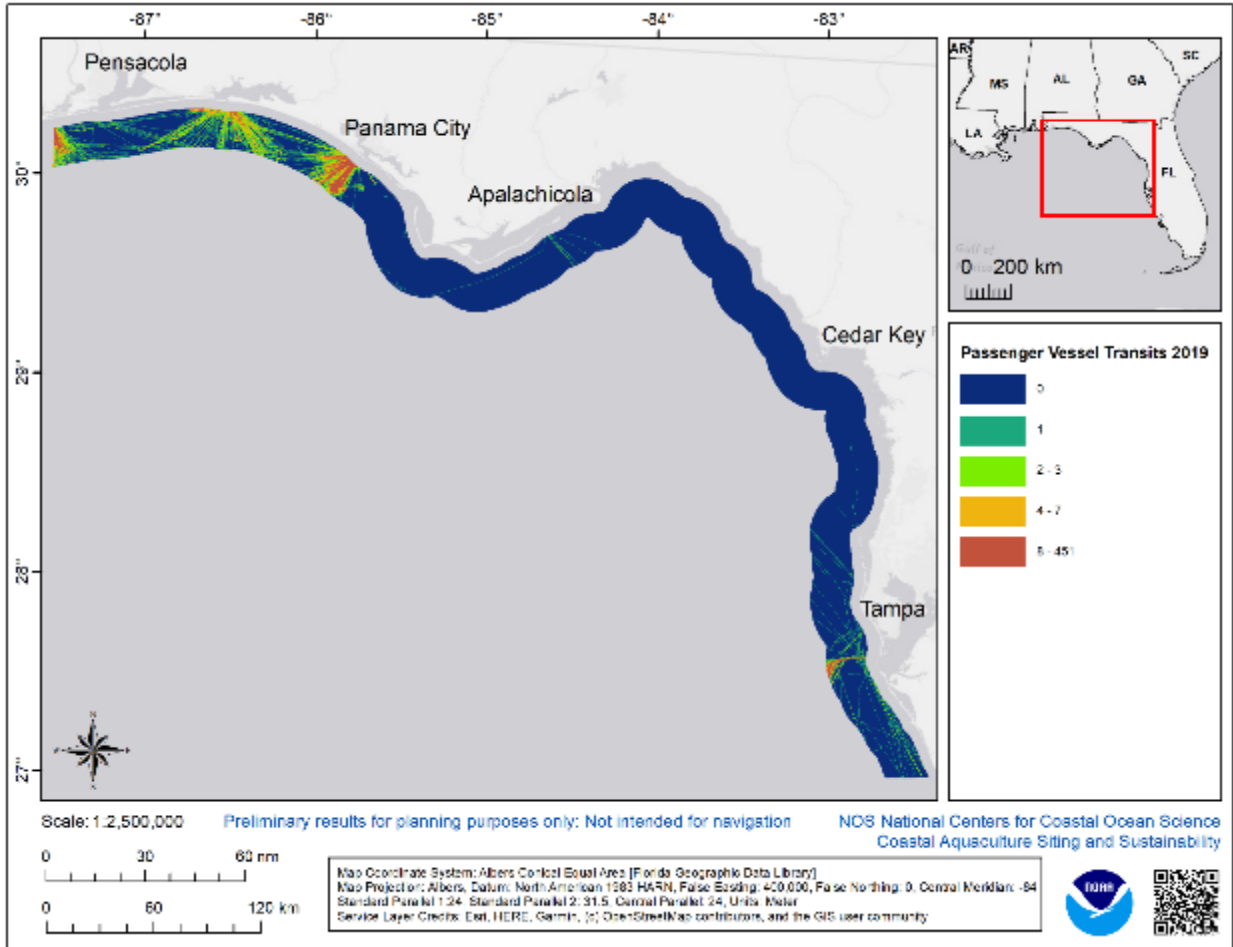 -87° -86° -85° -84° -83°
Pensacola
Panama City
Apalachicola
Cedar Key
Tampa
30°
29°
28°
27°
N
AR
MS
AL
GA
SC
LA
FL
Gulf of
0 200 km
Passenger Vessel Transits 2019
0
1
2 - 3
4 - 7
8 - 451
Scale: 1:2,500,000
Preliminary results for planning purposes only: Not intended for navigation
NOS National Centers for Coastal Ocean Science
Coastal Aquaculture Siting and Sustainability
0 30 60 nm
0 60 120 km
Map Coordinate System: Albers Conical Equal Area [Florida Geographic Data Library]
Map Projection: Albers, Datum: North American 1983 HARN, False Easting: 400,000, False Northing: 0, Central Meridian: -84
Standard Parallel 1:24, Standard Parallel 2: 31.5, Central Parallel: 24, Units: Meter
Service Layer Credits: Esri, HERE, Garmin, (c) OpenStreetMap contributors, and the GIS user community
NOAA